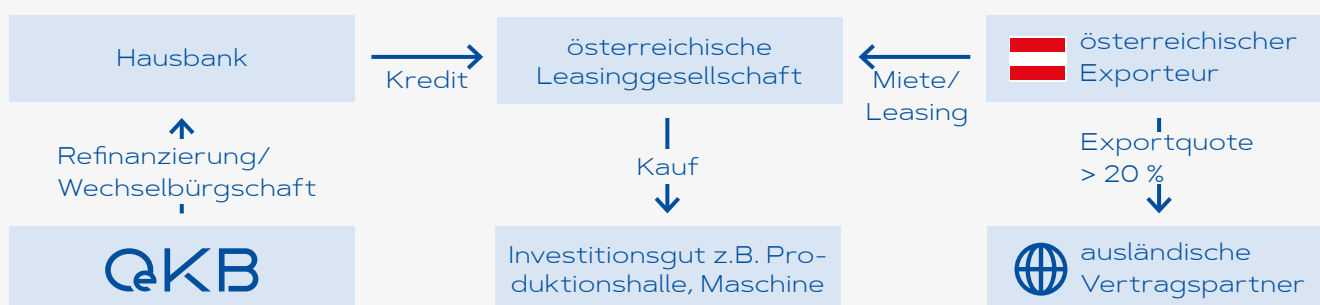 Hausbank
Kredit
österreichische
Leasinggesellschaft
Miete/
Leasing
österreichischer
Exporteur
Refinanzierung/
Wechselbürgschaft
Kauf
Exportquote
> 20 %
OeKB
Investitionsgut z.B. Pro-
duktionshalle, Maschine
ausländische
Vertragspartner